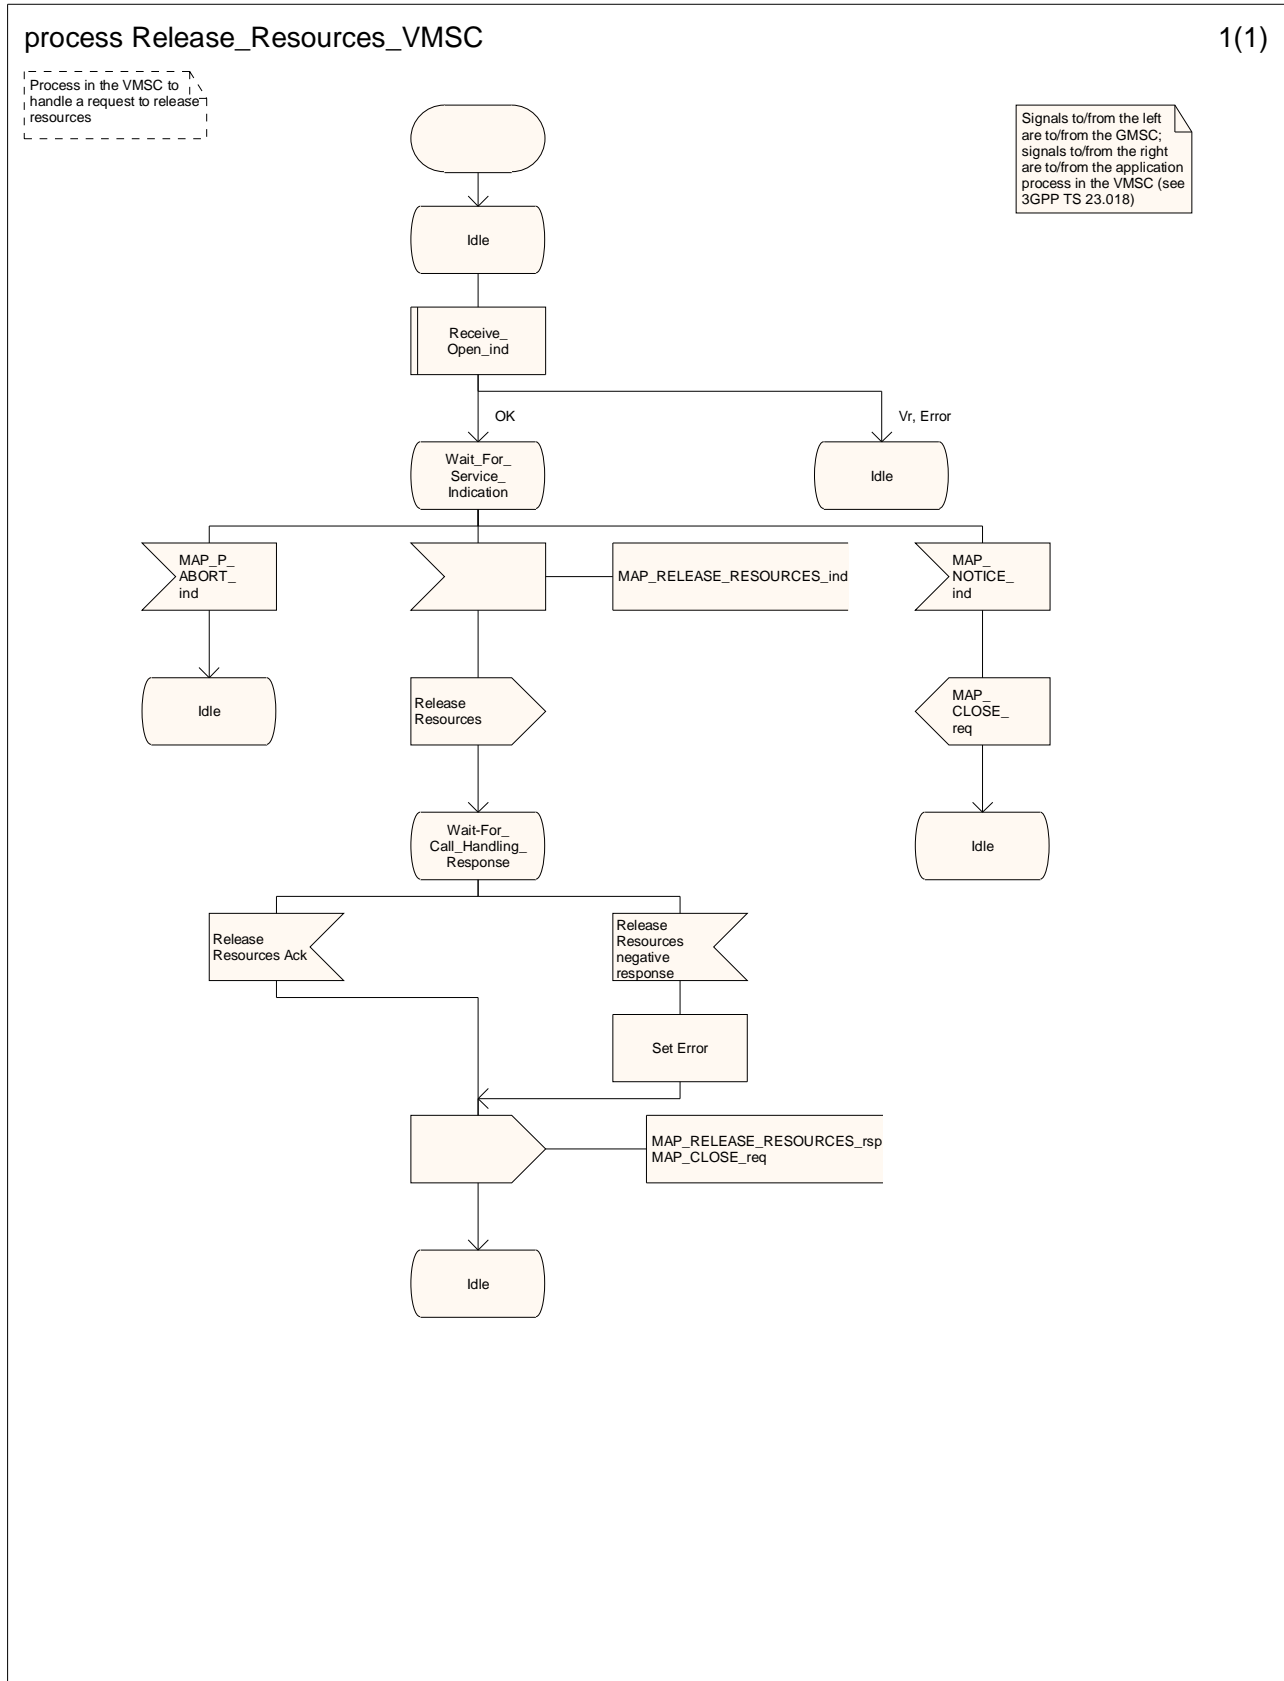 process Release_Resources_VMSC
1(1)
Process in the VMSC to
handle a request to release
resources
Signals to/from the left
are to/from the GMSC;
signals to/from the right
are to/from the application
process in the VMSC (see
3GPP TS 23.018)
Idle
Receive_
Open_ind
OK
Vr, Error
Wait_For_
Service_
Indication
Idle
MAP_P_
ABORT_
ind
MAP_RELEASE_RESOURCES_ind
MAP_
NOTICE_
ind
Idle
Release
Resources
MAP_
CLOSE_
req
Wait-For_
Call_Handling_
Response
Idle
Release
Resources Ack
Release
Resources
negative
response
Set Error
MAP_RELEASE_RESOURCES_rsp
MAP_CLOSE_req
Idle